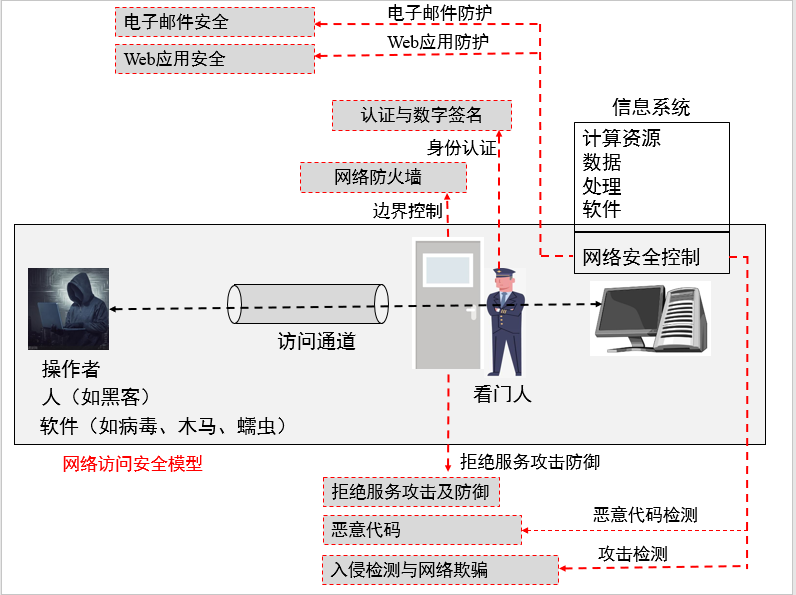 电子邮件安全
电子邮件防护
Web应用安全
Web应用防护
认证与数字签名
身份认证
网络防火墙
边界控制
信息系统
计算资源
数据
处理
软件
网络安全控制
访问通道
看门人
操作者
人（如黑客）
软件（如病毒、木马、蠕虫）
网络访问安全模型
拒绝服务攻击防御
拒绝服务攻击及防御
恶意代码
恶意代码检测
入侵检测与网络欺骗
攻击检测